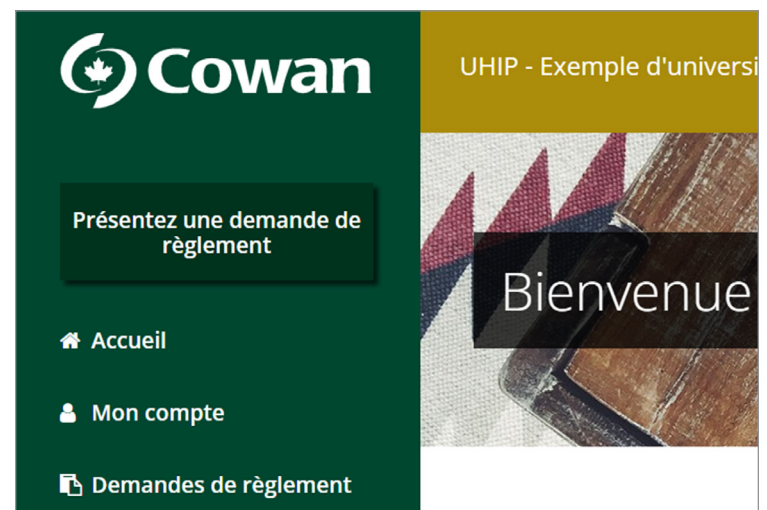 Cowan
UHIP - Exemple d'universi
Présentez une demande de
règlement
Bienvenue
Accueil
Mon compte
Demandes de règlement